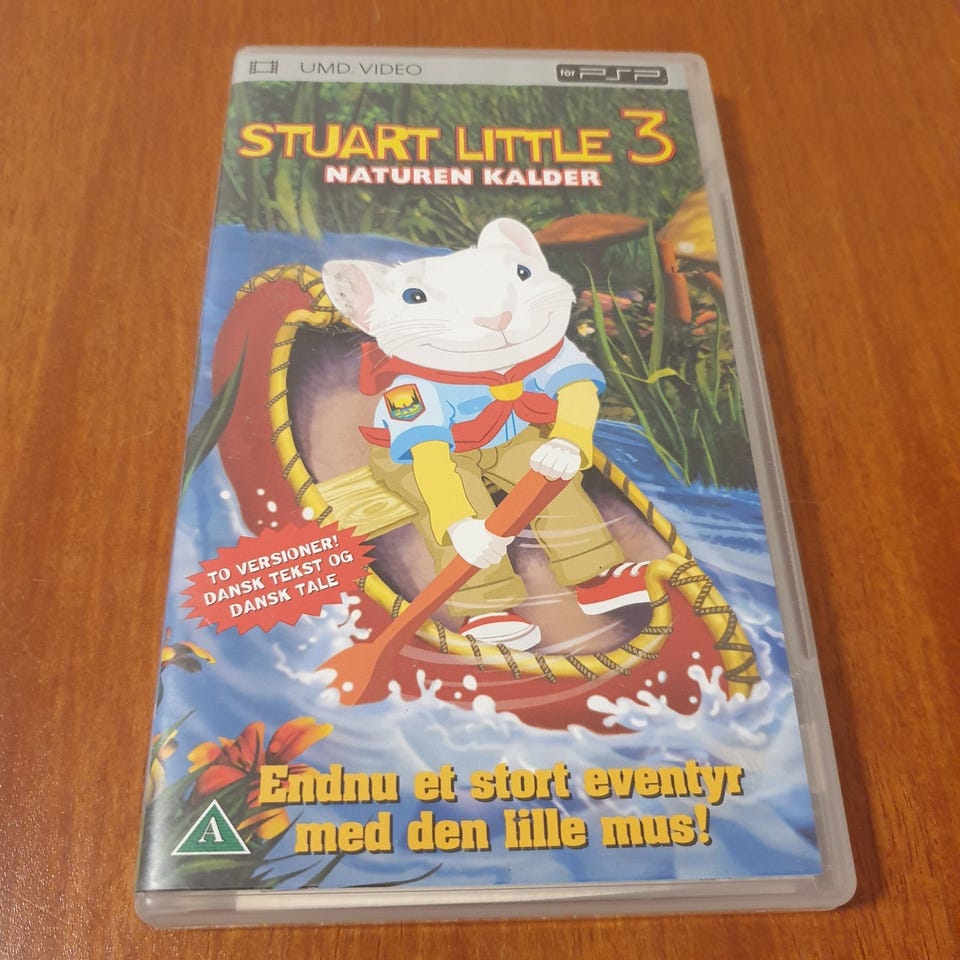 UMD VIDEO
for PSP
STUART LITTLE 3
NATUREN KALDER
TO VERSIONER!
DANSK TEKST OG
DANSK TALE
Endnu et stort eventyr
med den lille mus!
A